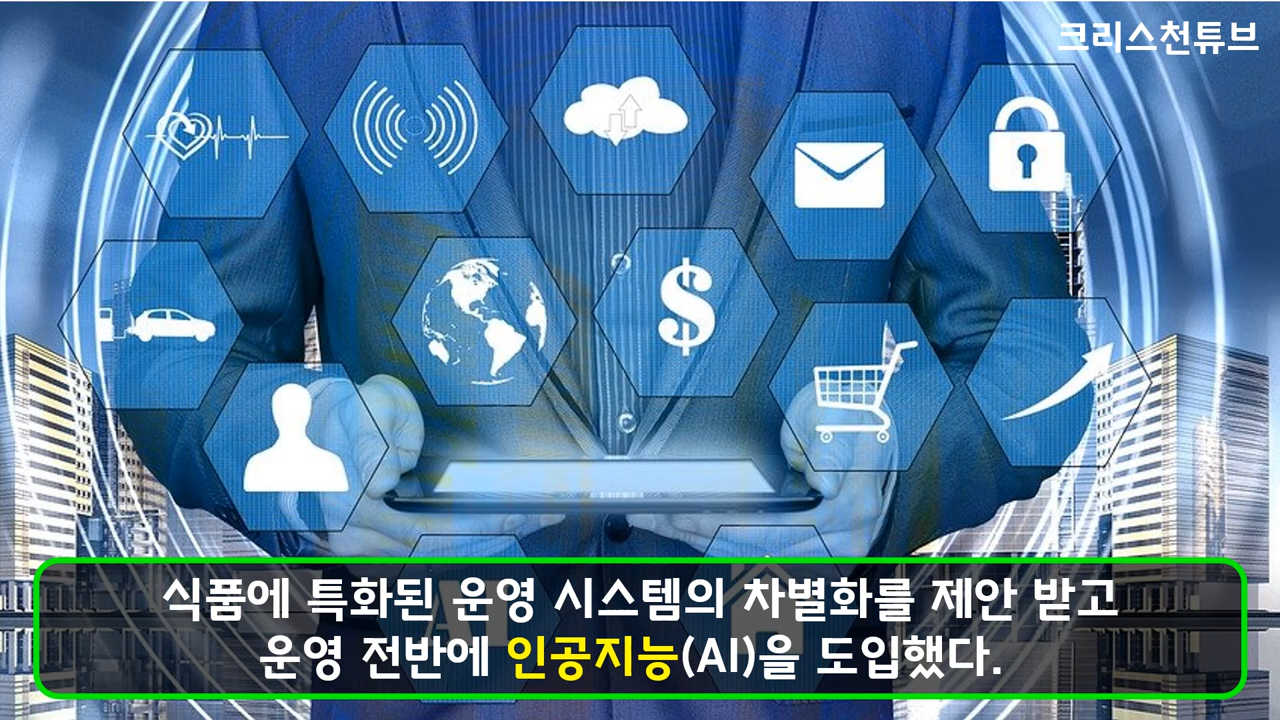 크리스천튜브
$
식품에 특화된 운영 시스템의 차별화를 제안 받고
운영 전반에 인공지능(AI)을 도입했다.